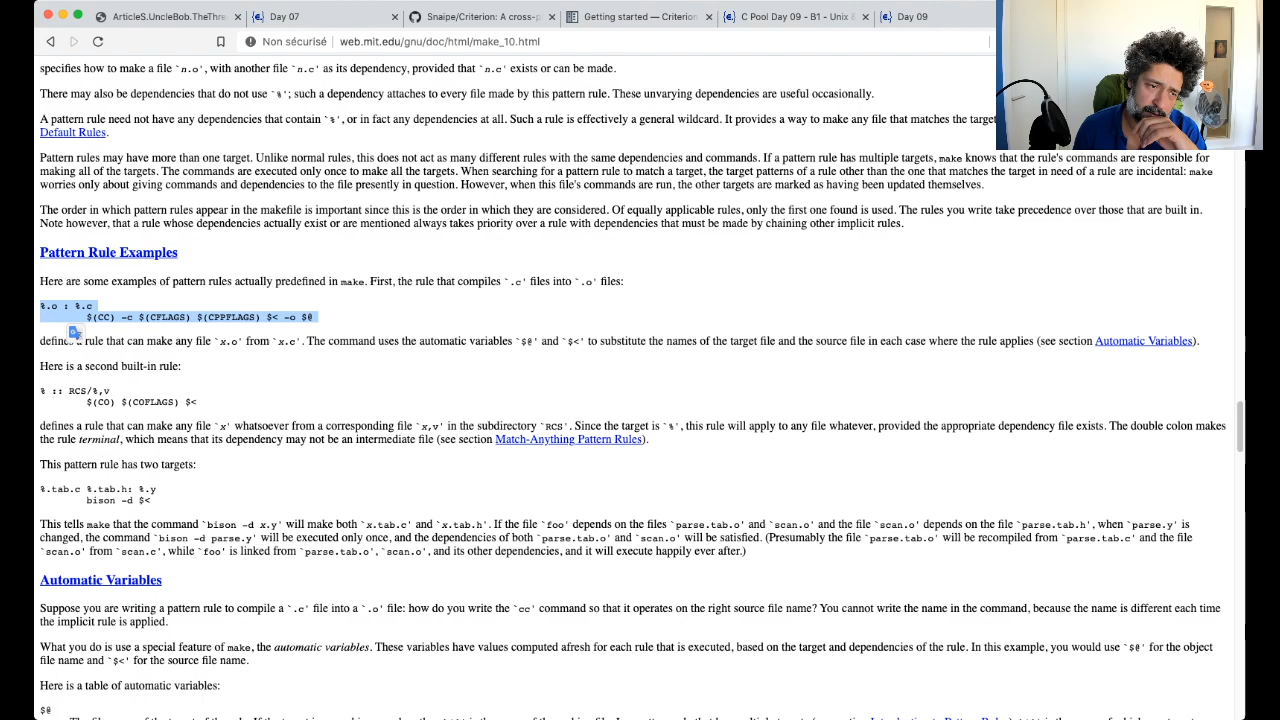 ArticleS.UncleBob.TheThre
Day 07
Snaipe/Criterion: A cross-p
Getting started — Criterion
C Pool Day 09 - B1 - Unix &
Day 09
Non sécurisé web.mit.edu/gnu/doc/html/make_10.html
specifies how to make a file `n.o', with another file `n.c' as its dependency, provided that `n.c' exists or can be made.
There may also be dependencies that do not use `%'; such a dependency attaches to every file made by this pattern rule. These unvarying dependencies are useful occasionally.
A pattern rule need not have any dependencies that contain `%', or in fact any dependencies at all. Such a rule is effectively a general wildcard. It provides a way to make any file that matches the target
Default Rules.
Pattern rules may have more than one target. Unlike normal rules, this does not act as many different rules with the same dependencies and commands. If a pattern rule has multiple targets, make knows that the rule's commands are responsible for
making all of the targets. The commands are executed only once to make all the targets. When searching for a pattern rule to match a target, the target patterns of a rule other than the one that matches the target in need of a rule are incidental: make
worries only about giving commands and dependencies to the file presently in question. However, when this file's commands are run, the other targets are marked as having been updated themselves.
The order in which pattern rules appear in the makefile is important since this is the order in which they are considered. Of equally applicable rules, only the first one found is used. The rules you write take precedence over those that are built in.
Note however, that a rule whose dependencies actually exist or are mentioned always takes priority over a rule with dependencies that must be made by chaining other implicit rules.
Pattern Rule Examples
Here are some examples of pattern rules actually predefined in make. First, the rule that compiles `.c' files into `.o' files:
%.o : %.c
$(CC) -c $(CFLAGS) $(CPPFLAGS) $< -o $@
defines a rule that can make any file `x.o' from `x.c'. The command uses the automatic variables `$@' and `$<' to substitute the names of the target file and the source file in each case where the rule applies (see section Automatic Variables).
Here is a second built-in rule:
% :: RCS/%,v
$(CO) $(COFLAGS) $<
defines a rule that can make any file `x' whatsoever from a corresponding file `x,v' in the subdirectory `RCS'. Since the target is `%', this rule will apply to any file whatever, provided the appropriate dependency file exists. The double colon makes
the rule terminal, which means that its dependency may not be an intermediate file (see section Match-Anything Pattern Rules).
This pattern rule has two targets:
%.tab.c %.tab.h: %.y
bison -d $<
This tells make that the command `bison -d x.y' will make both `x.tab.c' and `x.tab.h'. If the file `foo' depends on the files `parse.tab.o' and `scan.o' and the file `scan.o' depends on the file `parse.tab.h', when `parse.y' is
changed, the command `bison -d parse.y' will be executed only once, and the dependencies of both `parse.tab.o' and `scan.o' will be satisfied. (Presumably the file `parse.tab.o' will be recompiled from `parse.tab.c' and the file
`scan.o' from `scan.c', while `foo' is linked from `parse.tab.o', `scan.o', and its other dependencies, and it will execute happily ever after.)
Automatic Variables
Suppose you are writing a pattern rule to compile a `.c' file into a `.o' file: how do you write the `cc' command so that it operates on the right source file name? You cannot write the name in the command, because the name is different each time
the implicit rule is applied.
What you do is use a special feature of make, the automatic variables. These variables have values computed afresh for each rule that is executed, based on the target and dependencies of the rule. In this example, you would use `$@' for the object
file name and `$<' for the source file name.
Here is a table of automatic variables:
$@